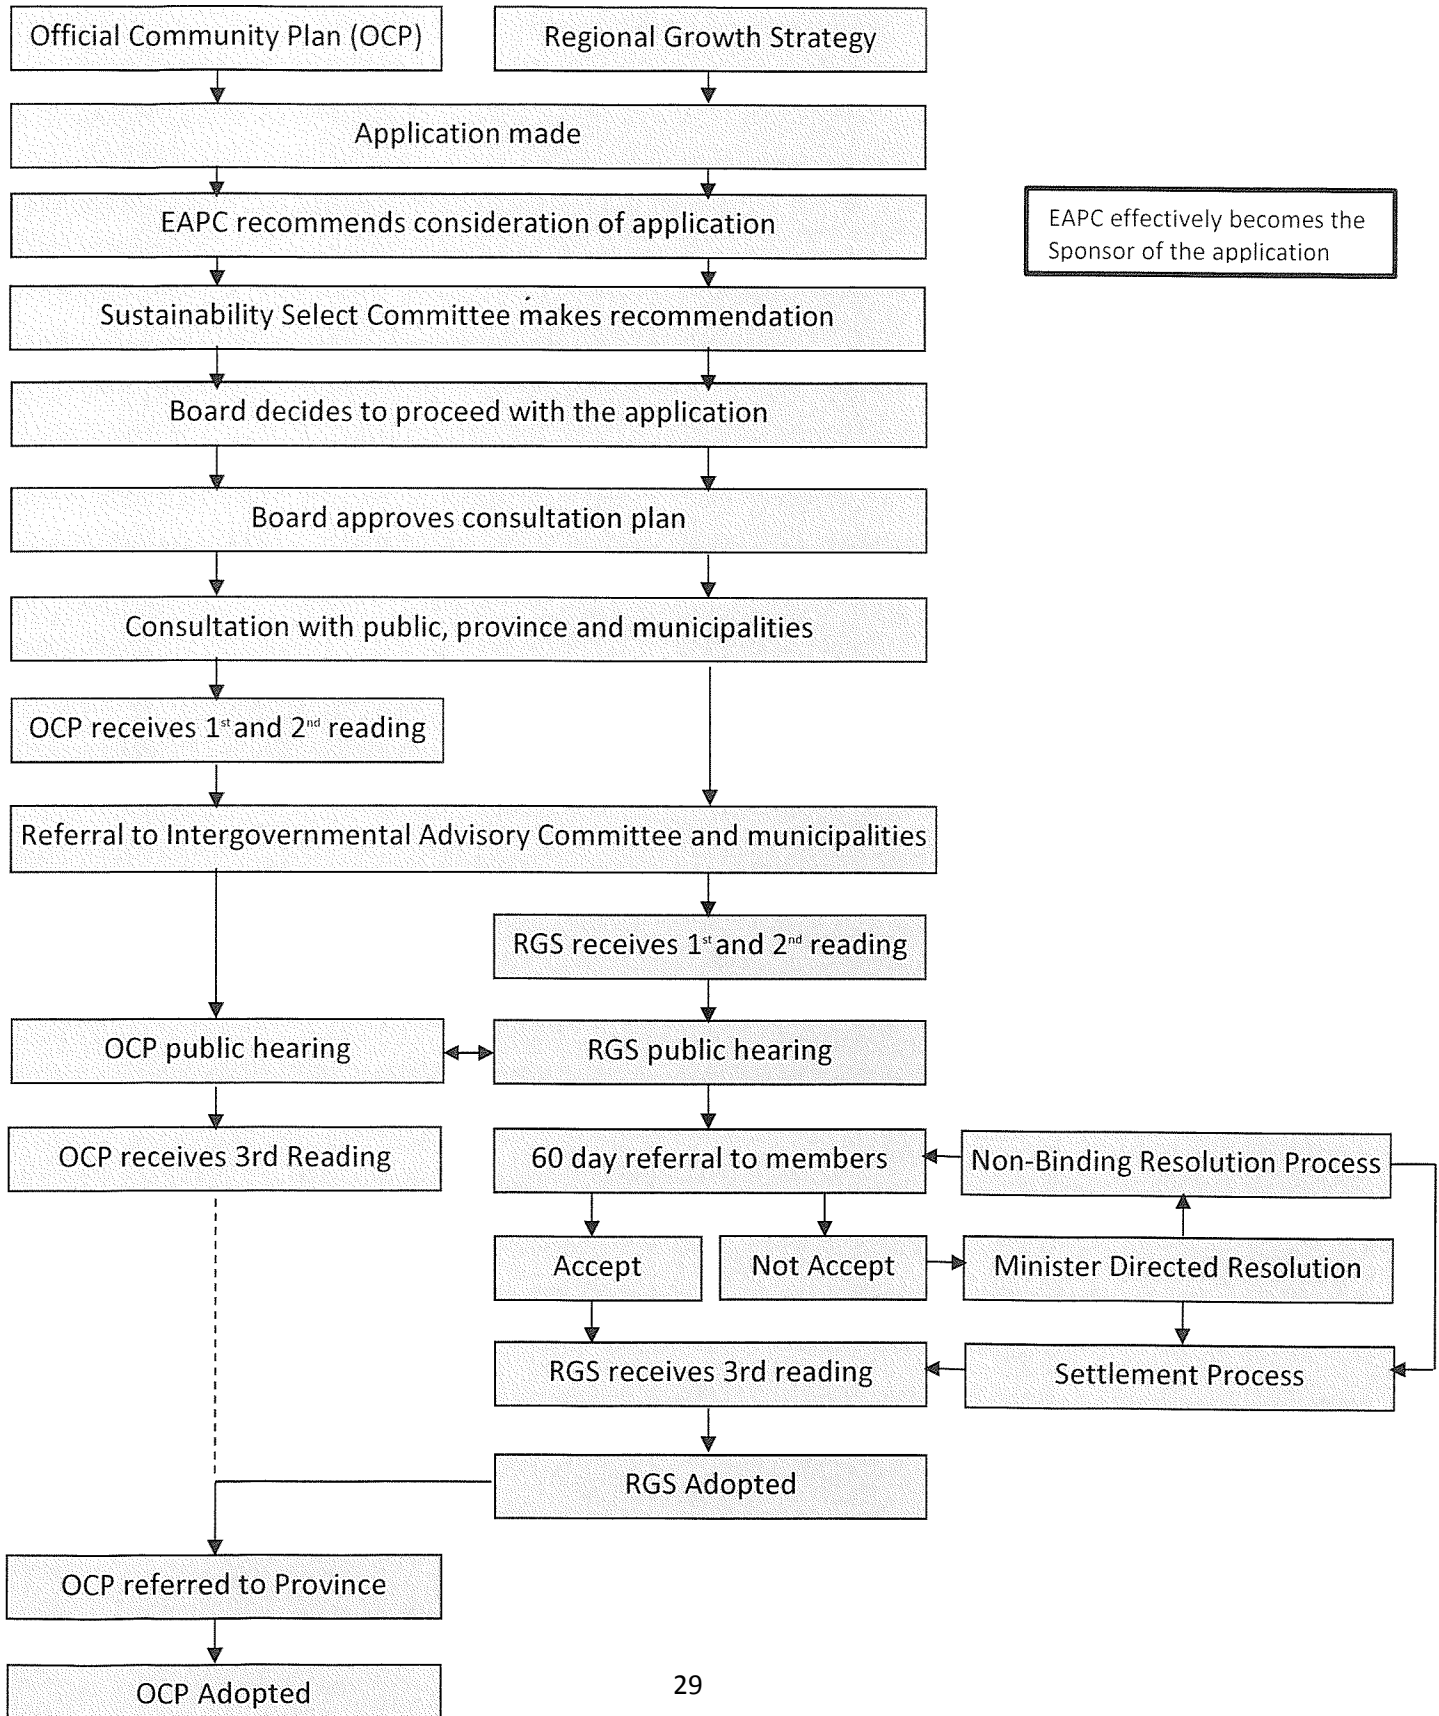 Official Community Plan (OCP)
Regional Growth Strategy
Application made
EAPC recommends consideration of application
EAPC effectively becomes the
Sponsor of the application
Sustainability Select Committee makes recommendation
Board decides to proceed with the application
Board approves consultation plan
Consultation with public, province and municipalities
OCP receives 1st and 2nd reading
Referral to Intergovernmental Advisory Committee and municipalities
RGS receives 1st and 2nd reading
OCP public hearing
RGS public hearing
OCP receives 3rd Reading
60 day referral to members
Non-Binding Resolution Process
Accept
Not Accept
Minister Directed Resolution
RGS receives 3rd reading
Settlement Process
RGS Adopted
OCP referred to Province
OCP Adopted
29